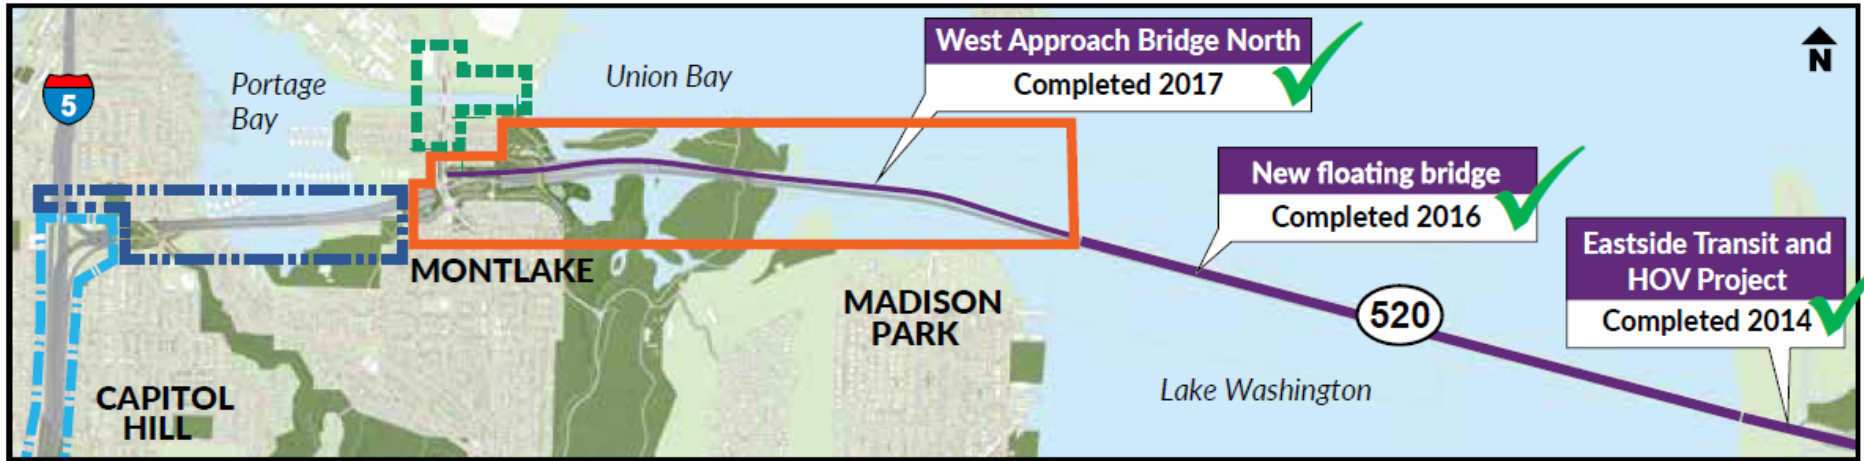 West Approach Bridge North
Completed 2017
N
5
Portage
Bay
Union Bay
New floating bridge
Completed 2016
Eastside Transit and
HOV Project
Completed 2014
MONTLAKE
MADISON
PARK
520
Lake Washington
CAPITOL
HILL